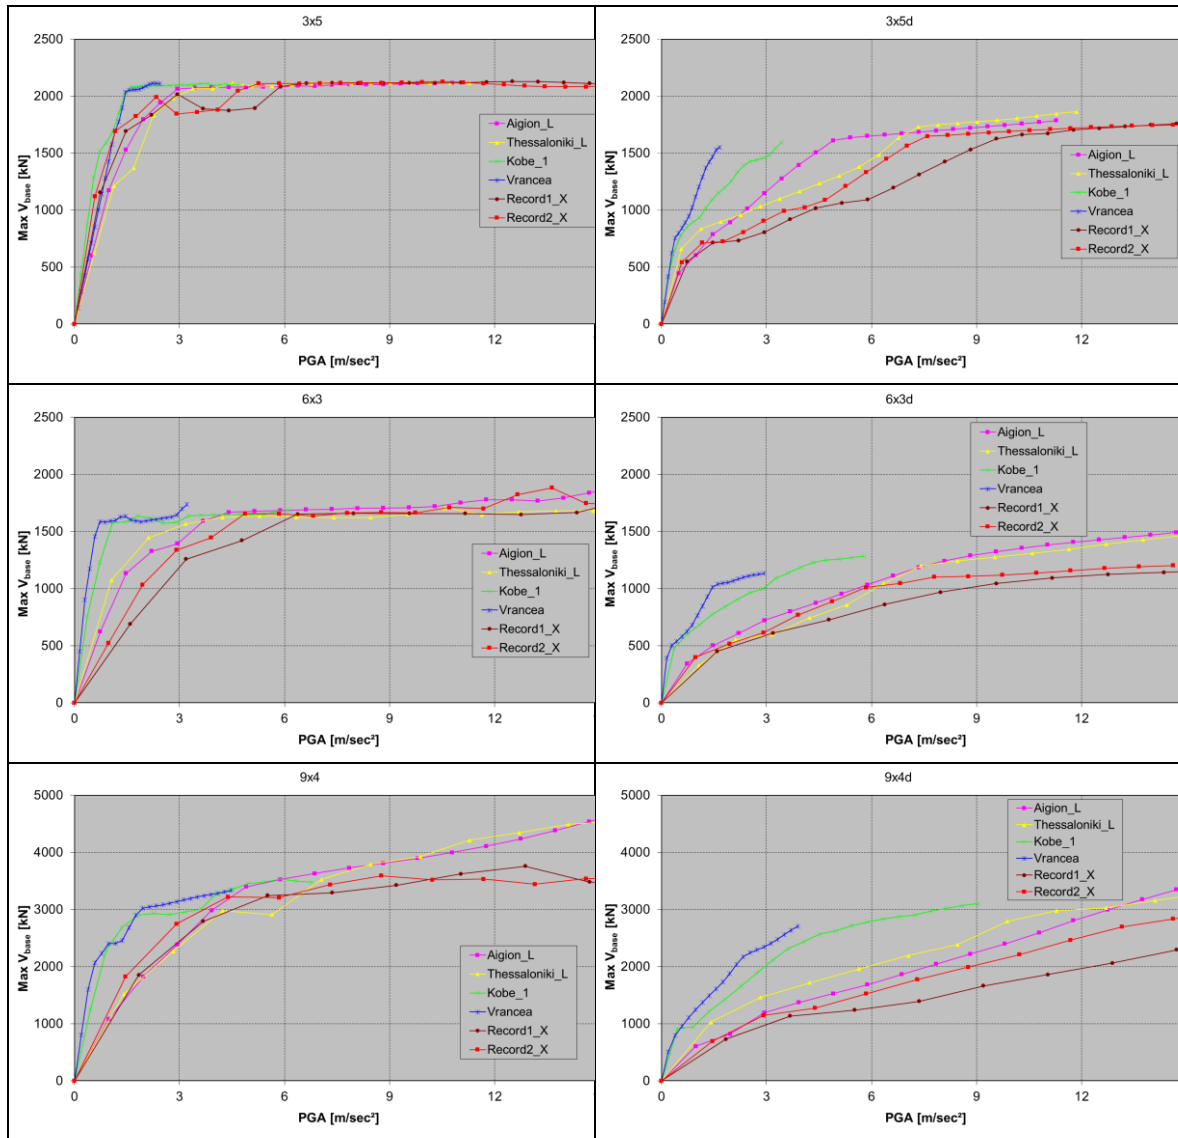 3x5
2500
2000
1500
1000
500
0
Max Vbase [kN]
0 3 6 9 12
PGA [m/sec²]
Aigion_L
Thessaloniki_L
Kobe_1
Vrancea
Record1_X
Record2_X
3x5d
2500
2000
1500
1000
500
0
Max Vbase [kN]
0 3 6 9 12
PGA [m/sec²]
Aigion_L
Thessaloniki_L
Kobe_1
Vrancea
Record1_X
Record2_X
6x3
2500
2000
1500
1000
500
0
Max Vbase [kN]
0 3 6 9 12
PGA [m/sec²]
Aigion_L
Thessaloniki_L
Kobe_1
Vrancea
Record1_X
Record2_X
6x3d
2500
2000
1500
1000
500
0
Max Vbase [kN]
0 3 6 9 12
PGA [m/sec²]
Aigion_L
Thessaloniki_L
Kobe_1
Vrancea
Record1_X
Record2_X
9x4
5000
4000
3000
2000
1000
0
Max Vbase [kN]
0 3 6 9 12
PGA [m/sec²]
Aigion_L
Thessaloniki_L
Kobe_1
Vrancea
Record1_X
Record2_X
9x4d
5000
4000
3000
2000
1000
0
Max Vbase [kN]
0 3 6 9 12
PGA [m/sec²]
Aigion_L
Thessaloniki_L
Kobe_1
Vrancea
Record1_X
Record2_X